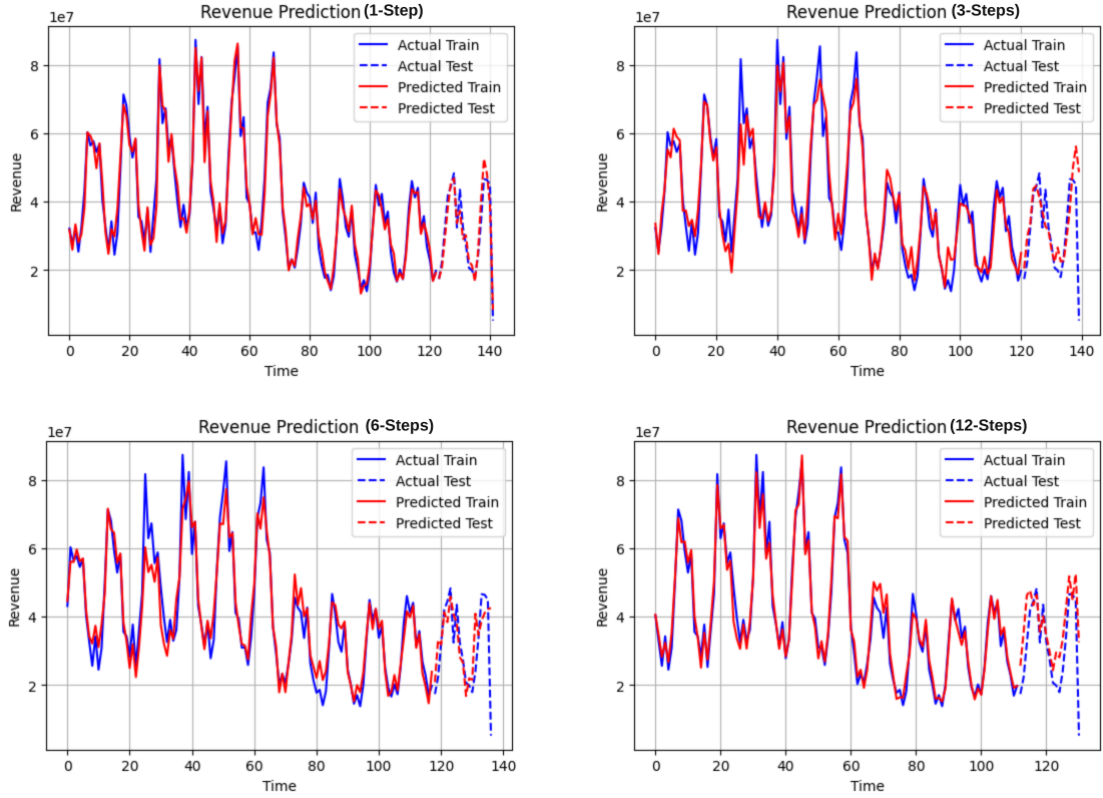 Revenue Prediction (1-Step)
1e7
Actual Train
Actual Test
Predicted Train
Predicted Test
Revenue
8
6
4
2
0 20 40 60 80 100 120 140
Time
Revenue Prediction (3-Steps)
1e7
Actual Train
Actual Test
Predicted Train
Predicted Test
Revenue
8
6
4
2
0 20 40 60 80 100 120 140
Time
Revenue Prediction (6-Steps)
1e7
Actual Train
Actual Test
Predicted Train
Predicted Test
Revenue
8
6
4
2
0 20 40 60 80 100 120 140
Time
Revenue Prediction (12-Steps)
1e7
Actual Train
Actual Test
Predicted Train
Predicted Test
Revenue
8
6
4
2
0 20 40 60 80 100 120
Time